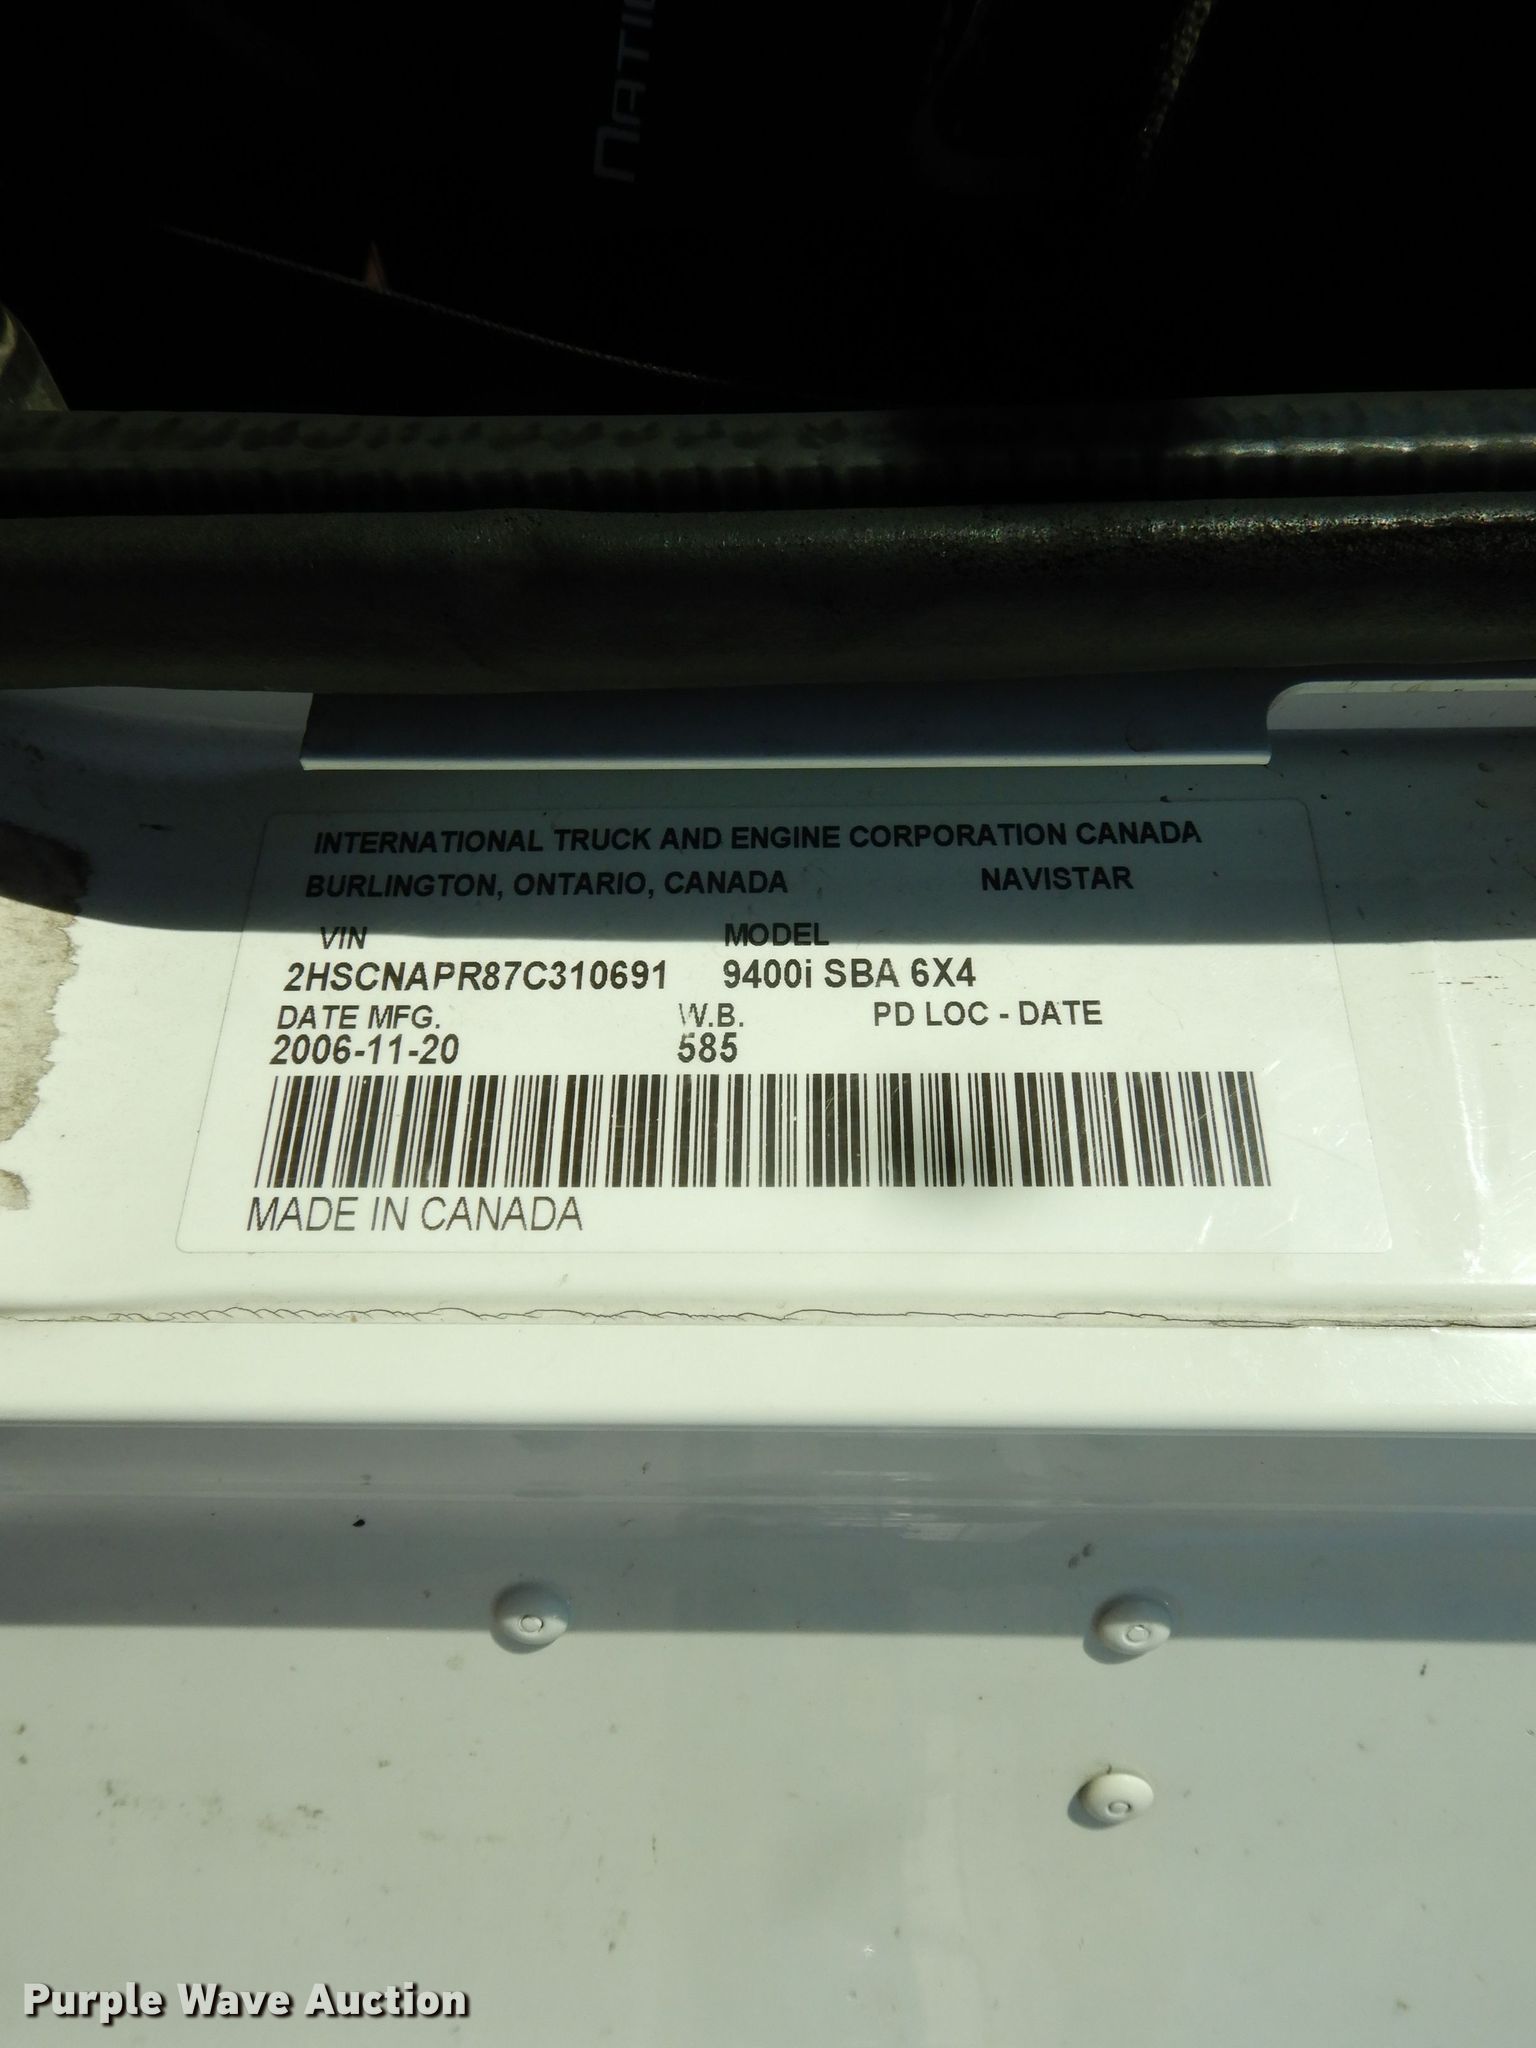 NATI
INTERNATIONAL TRUCK AND ENGINE CORPORATION CANADA
BURLINGTON, ONTARIO, CANADA NAVISTAR
VIN MODEL
2HSCNAPR87C310691 9400i SBA 6X4
DATE MFG. W.B. PD LOC - DATE
2006-11-20 585
MADE IN CANADA
Purple Wave Auction